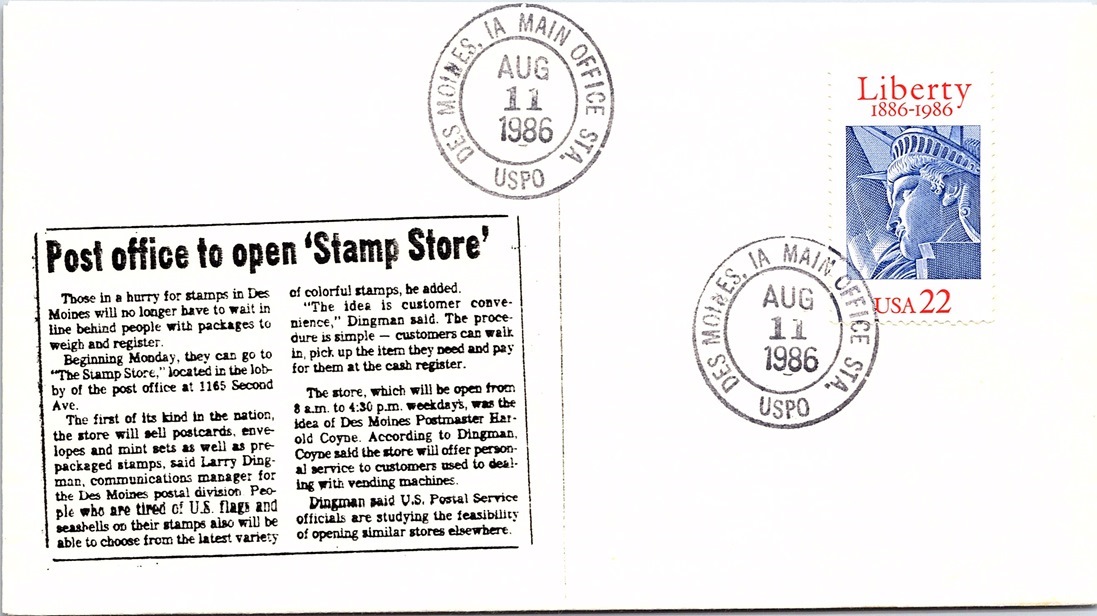 DES MOINES, IA MAIN OFFICE STA.
AUG
11
1986
USPO
Liberty
1886-1986
USA 22
DES MOINES, IA MAIN OFFICE STA.
AUG
11
1986
USPO
Post office to open 'Stamp Store'
Those in a hurry for stamps in Des
Moines will no longer have to wait in
line behind people with packages to
weigh and register.
Beginning Monday, they can go to
"The Stamp Store," located in the lob-
by of the post office at 1165 Second
Ave.
The first of its kind in the nation,
the store will sell postcards, enve-
lopes and mint sets as well as pre-
packaged stamps, said Larry Ding-
man, communications manager for
the Des Moines postal division Peo-
ple who are tired of U.S. flags and
seashells on their stamps also will be
able to choose from the latest variety
of colorful stamps, he added.
"The idea is customer conve-
nience," Dingman said. The proce-
dure is simple — customers can walk
in, pick up the item they need and pay
for them at the cash register.
The store, which will be open from
8 a.m. to 4:30 p.m. weekdays, was the
idea of Des Moines Postmaster Har-
old Coyne. According to Dingman,
Coyne said the store will offer person-
al service to customers used to deal-
ing with vending machines.
Dingman said U.S. Postal Service
officials are studying the feasibility
of opening similar stores elsewhere.